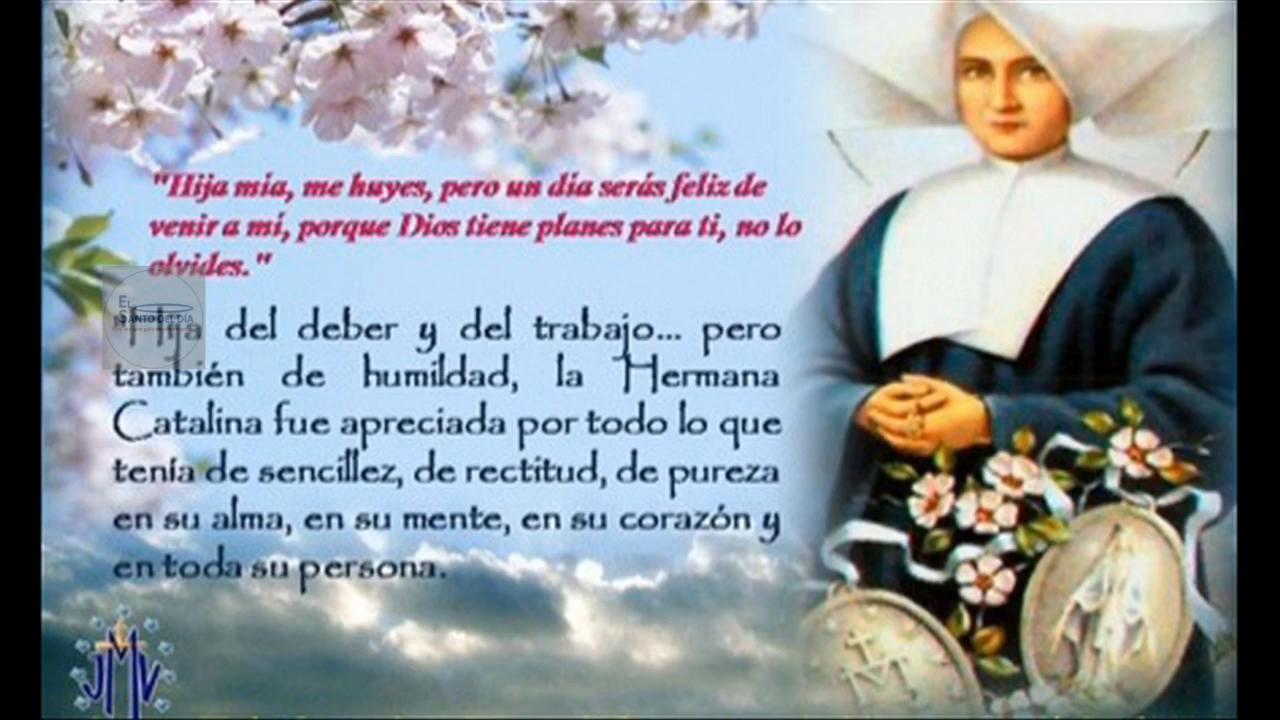 "Hija mía, me huyes, pero un día serás feliz de
venir a mí, porque Dios tiene planes para ti, no lo
olvides."
EL
SANTO DEL DÍA
"Hija del deber y del trabajo... pero
también de humildad, la Hermana
Catalina fue apreciada por todo lo que
tenía de sencillez, de rectitud, de pureza
en su alma, en su mente, en su corazón y
en toda su persona.
JMV
M